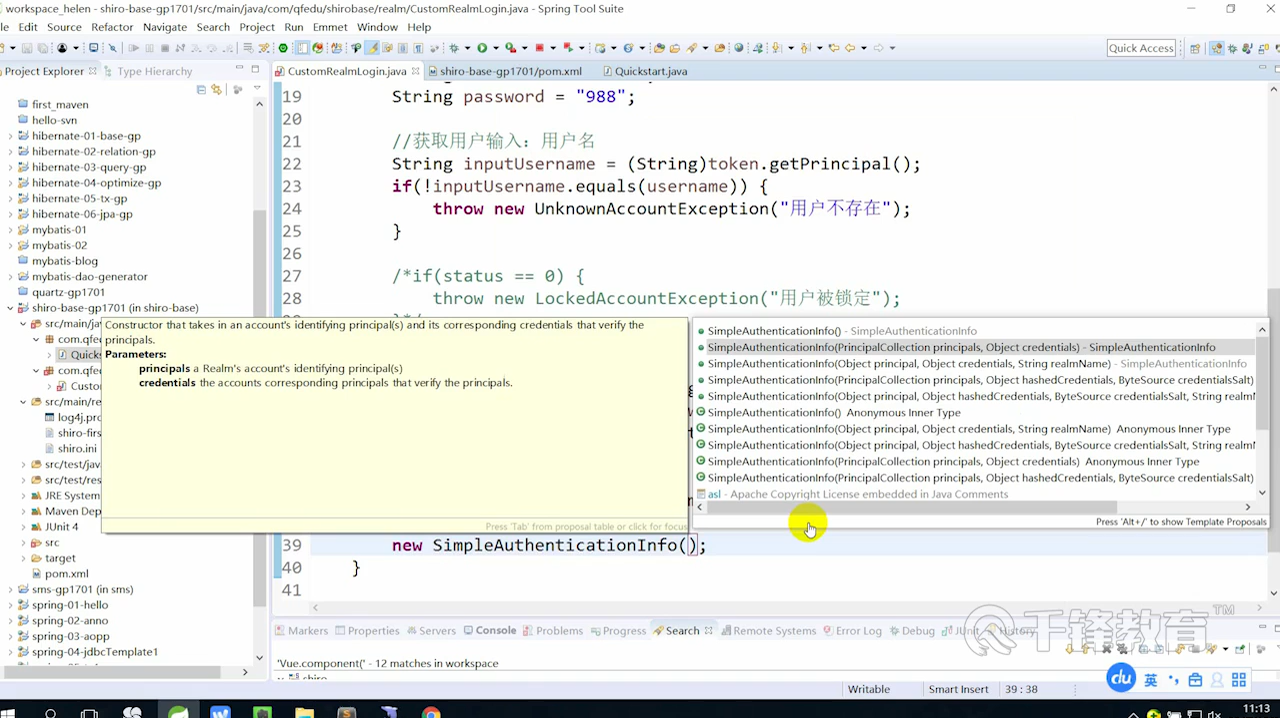 workspace_helen - shiro-base-gp1701/src/main/java/com/qfedu/shirobase/realm/CustomRealmLogin.java - Spring Tool Suite
le Edit Source Refactor Navigate Search Project Run Emmet Window Help
Quick Access
Project Explorer Type Hierarchy
first_maven
hello-svn
hibernate-01-base-gp
hibernate-02-relation-gp
hibernate-03-query-gp
hibernate-04-optimize-gp
hibernate-05-tx-gp
hibernate-06-jpa-gp
mybatis-01
mybatis-02
mybatis-blog
mybatis-dao-generator
quartz-gp1701
shiro-base-gp1701 (in shiro-base)
src/main/ja
com.qf
Quick
com.qfe
Custo
src/main/re
log4j.pro
shiro-firs
shiro.ini
src/test/jav
src/test/res
JRE System
Maven Dep
JUnit 4
src
target
pom.xml
sms-gp1701 (in sms)
spring-01-hello
spring-02-anno
spring-03-aopp
spring-04-jdbcTemplate1
CustomRealmLogin.java shiro-base-gp1701/pom.xml Quickstart.java
19 String password = "988";
20
21 //获取用户输入：用户名
22 String inputUsername = (String)token.getPrincipal();
23 if(!inputUsername.equals(username)) {
24 throw new UnknownAccountException("用户不存在");
25 }
26
27 /*if(status == 0) {
28 throw new LockedAccountException("用户被锁定");
Constructor that takes in an account's identifying principal(s) and its corresponding credentials that verify the
principals.
Parameters:
principals a Realm's account's identifying principal(s)
credentials the accounts corresponding principals that verify the principals.
Press 'Tab' from proposal table or click for focus
SimpleAuthenticationInfo() - SimpleAuthenticationInfo
SimpleAuthenticationInfo(PrincipalCollection principals, Object credentials) - SimpleAuthenticationInfo
SimpleAuthenticationInfo(Object principal, Object credentials, String realmName) - SimpleAuthenticationInfo
SimpleAuthenticationInfo(PrincipalCollection principals, Object hashedCredentials, ByteSource credentialsSalt)
SimpleAuthenticationInfo(Object principal, Object hashedCredentials, ByteSource credentialsSalt, String realmN
SimpleAuthenticationInfo() Anonymous Inner Type
SimpleAuthenticationInfo(Object principal, Object credentials, String realmName) Anonymous Inner Type
SimpleAuthenticationInfo(Object principal, Object hashedCredentials, ByteSource credentialsSalt, String realmN
SimpleAuthenticationInfo(PrincipalCollection principals, Object credentials) Anonymous Inner Type
SimpleAuthenticationInfo(PrincipalCollection principals, Object hashedCredentials, ByteSource credentialsSalt)
asl - Apache Copyright License embedded in Java Comments
Press 'Alt+/' to show Template Proposals
39 new SimpleAuthenticationInfo();
40 }
41
Markers Properties Servers Console Problems Progress Search Remote Systems Error Log Debug JUnit History
千锋教育 TM
'Vue.component(' - 12 matches in workspace
shiro
du 英
Writable Smart Insert 39 : 38
11:13